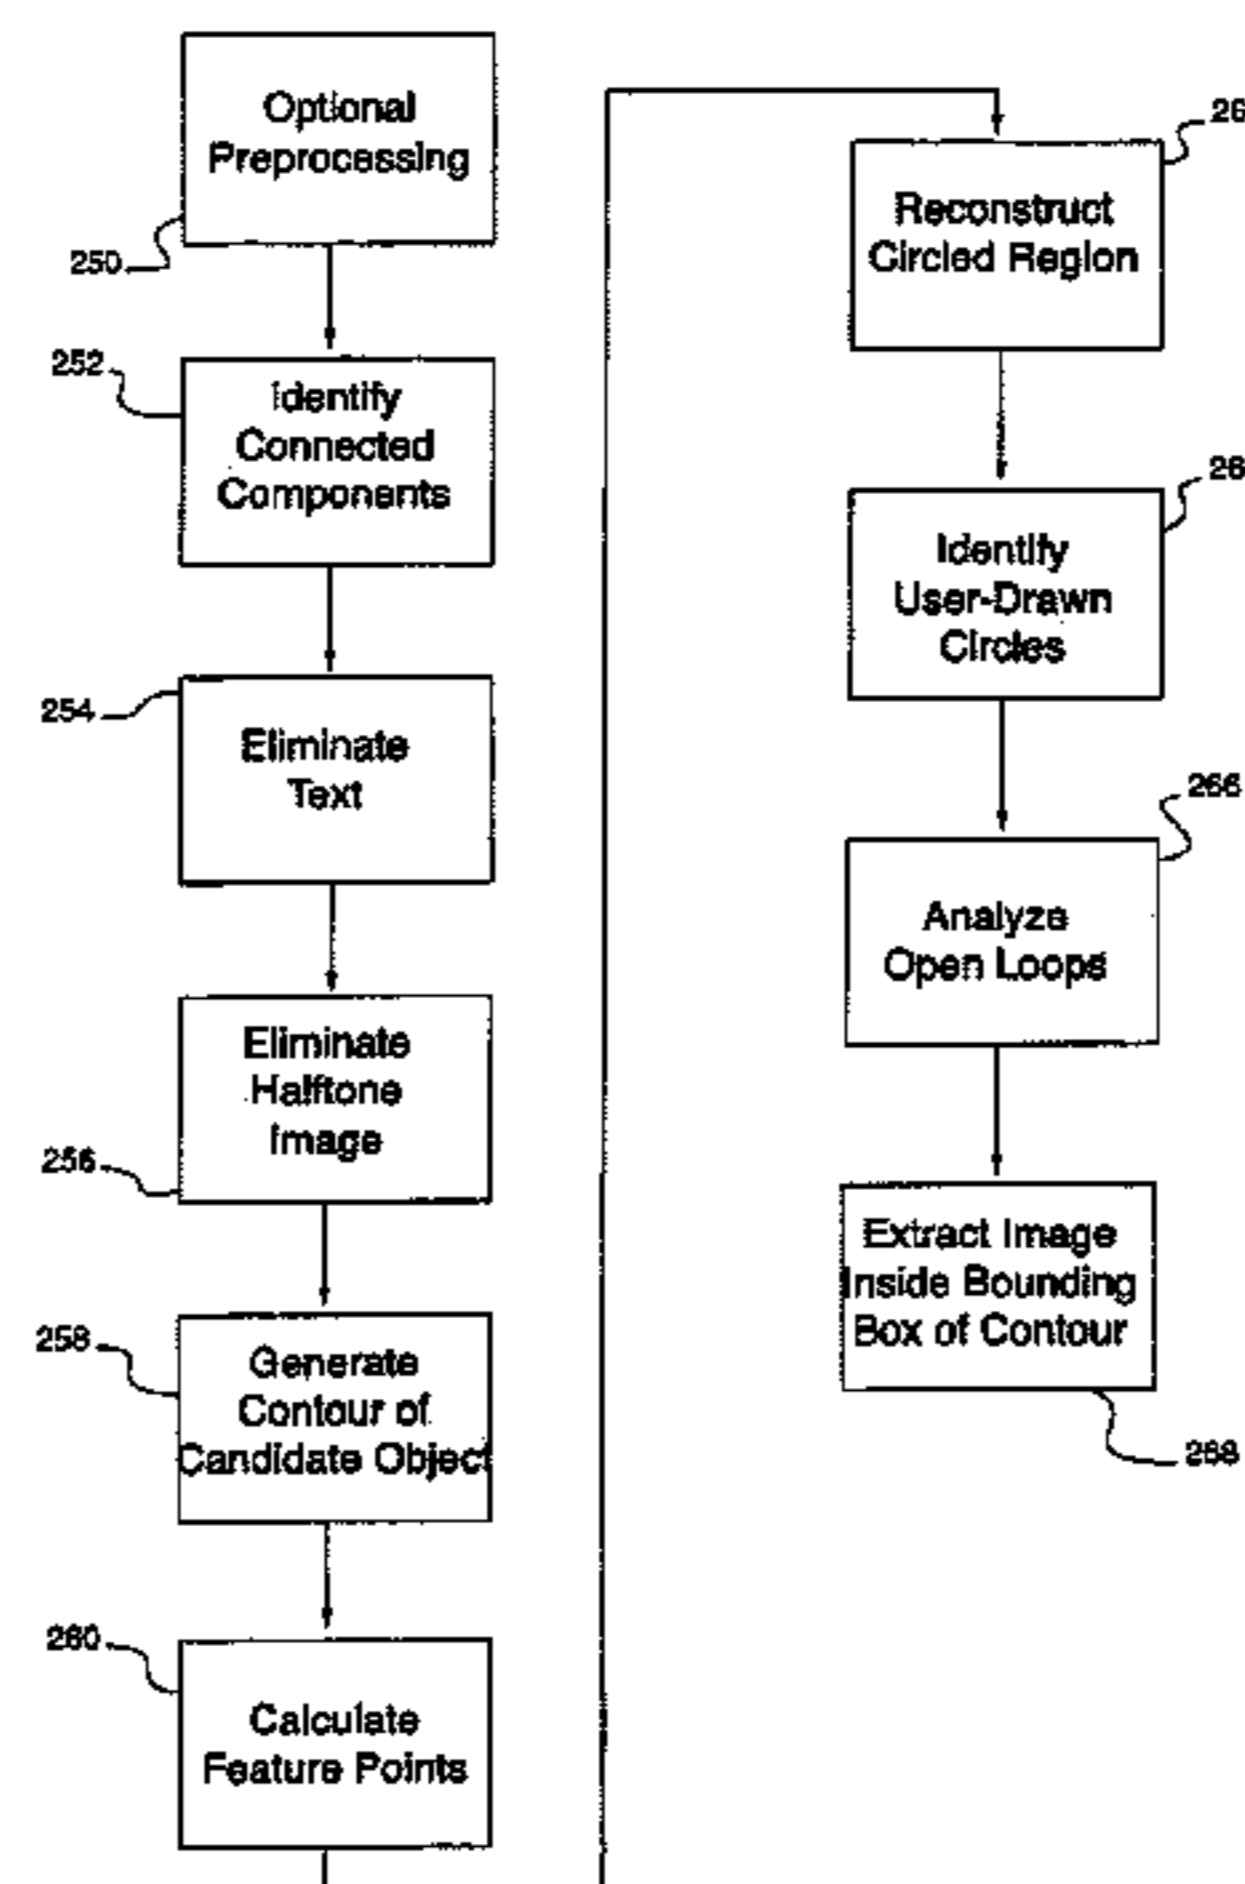 Optional
Preprocessing
250
252
Identify
Connected
Components
254
Eliminate
Text
Eliminate
Halftone
Image
256
258
Generate
Contour of
Candidate Object
260
Calculate
Feature Points
26
Reconstruct
Circled Region
26
Identify
User-Drawn
Circles
266
Analyze
Open Loops
Extract Image
Inside Bounding
Box of Contour
268